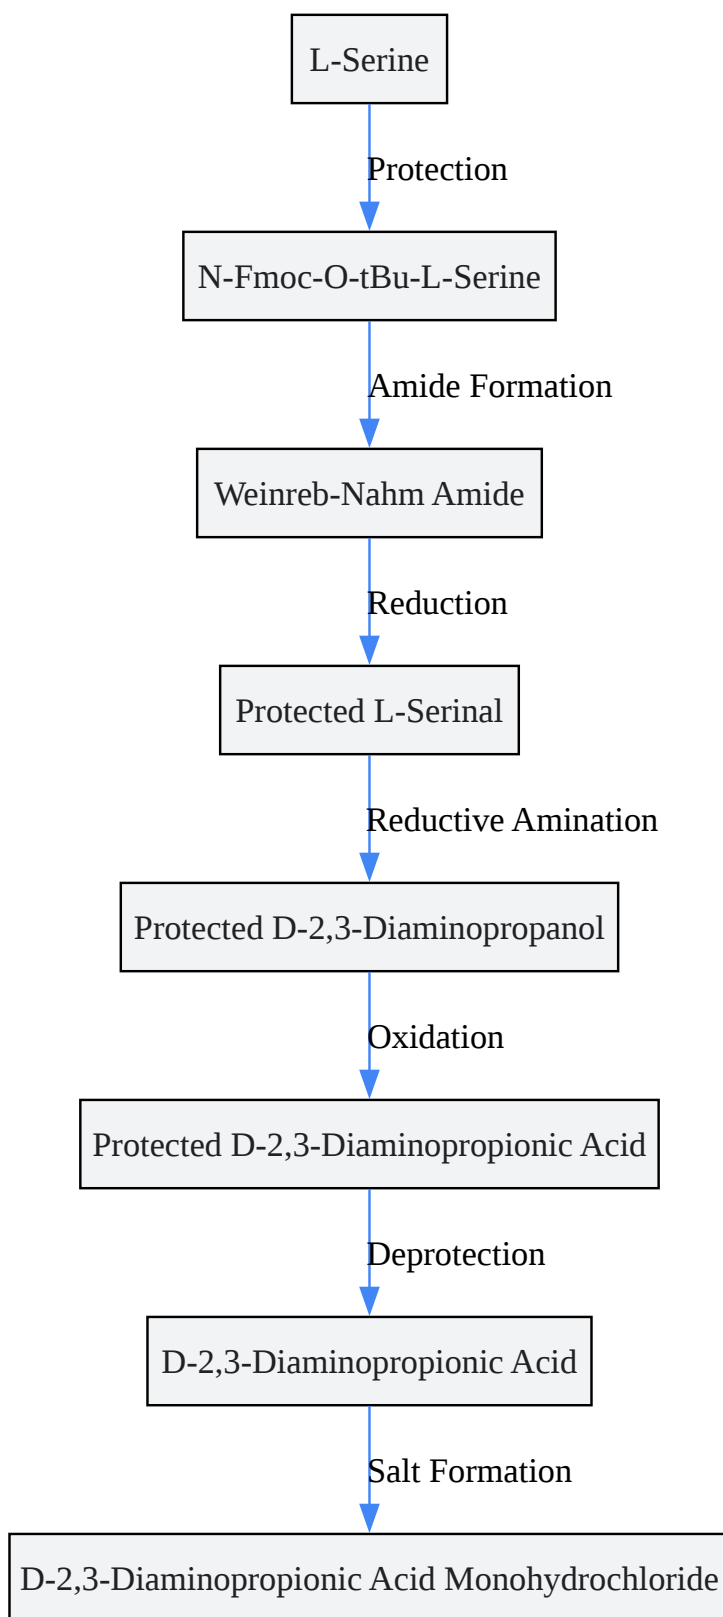 L-Serine
Protection
N-Fmoc-O-tBu-L-Serine
Amide Formation
Weinreb-Nahm Amide
Reduction
Protected L-Serinal
Reductive Amination
Protected D-2,3-Diaminopropanol
Oxidation
Protected D-2,3-Diaminopropionic Acid
Deprotection
D-2,3-Diaminopropionic Acid
Salt Formation
D-2,3-Diaminopropionic Acid Monohydrochloride